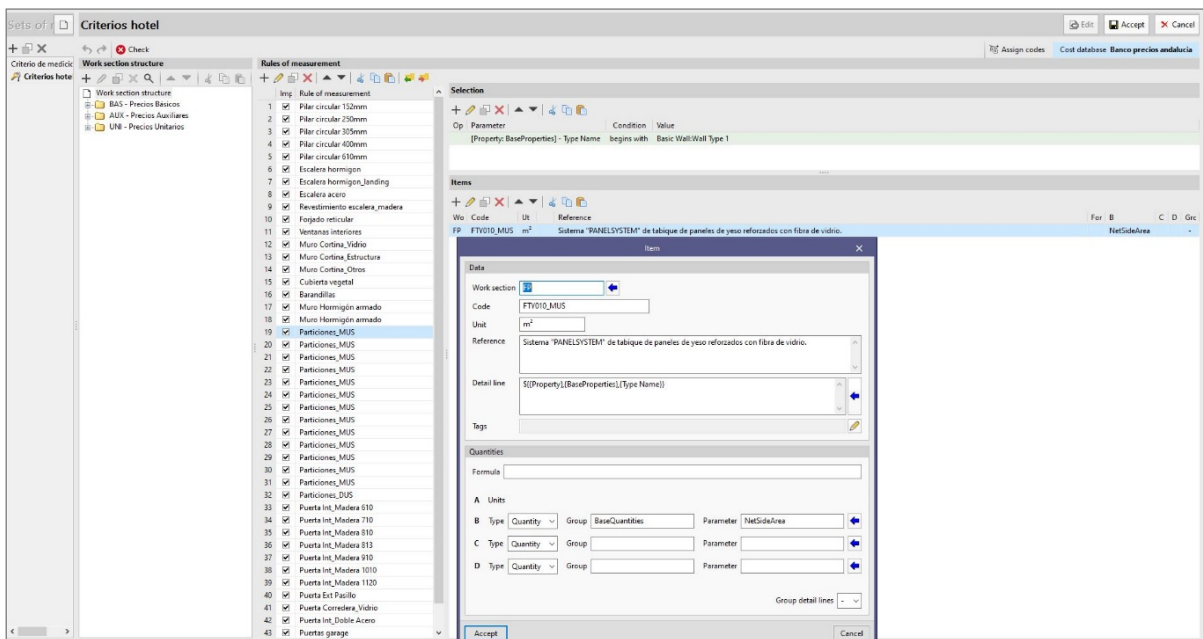 Sets of r
Criterios hotel
Edit
Accept
Cancel
Check
Assign codes
Cost database Banco precios andalucia
Criterio de medicic
Criterios hote
Work section structure
Work section structure
BAS - Precios Básicos
AUX - Precios Auxiliares
UNI - Precios Unitarios
Rules of measurement
Imp Rule of measurement
1 Pilar circular 152mm
2 Pilar circular 250mm
3 Pilar circular 305mm
4 Pilar circular 400mm
5 Pilar circular 610mm
6 Escalera hormigon
7 Escalera hormigon_landing
8 Escalera acero
9 Revestimiento escalera_madera
10 Forjado reticular
11 Ventanas interiores
12 Muro Cortina_Vidrio
13 Muro Cortina_Estructura
14 Muro Cortina_Otros
15 Cubierta vegetal
16 Barandillas
17 Muro Hormigón armado
18 Muro Hormigón armado
19 Particiones_MUS
20 Particiones_MUS
21 Particiones_MUS
22 Particiones_MUS
23 Particiones_MUS
24 Particiones_MUS
25 Particiones_MUS
26 Particiones_MUS
27 Particiones_MUS
28 Particiones_MUS
29 Particiones_MUS
30 Particiones_MUS
31 Particiones_MUS
32 Particiones_DUS
33 Puerta Int_Madera 610
34 Puerta Int_Madera 710
35 Puerta Int_Madera 810
36 Puerta Int_Madera 813
37 Puerta Int_Madera 910
38 Puerta Int_Madera 1010
39 Puerta Int_Madera 1120
40 Puerta Ext Pasillo
41 Puerta Corredera_Vidrio
42 Puerta Int_Doble Acero
43 Puertas garage
Selection
Op Parameter Condition Value
[Property: BaseProperties] - Type Name begins with Basic Wall:Wall Type 1
Items
Wo Code Ut Reference For B C D Grc
FP FTY010_MUS m² Sistema "PANELSYSTEM" de tabique de paneles de yeso reforzados con fibra de vidrio. NetSideArea -
Item
Data
Work section FP
Code FTY010_MUS
Unit m²
Reference Sistema "PANELSYSTEM" de tabique de paneles de yeso reforzados con fibra de vidrio.
Detail line $({Property},{BaseProperties},{Type Name})
Tags
Quantities
Formula
A Units
B Type Quantity Group BaseQuantities Parameter NetSideArea
C Type Quantity Group Parameter
D Type Quantity Group Parameter
Group detail lines -
Accept Cancel